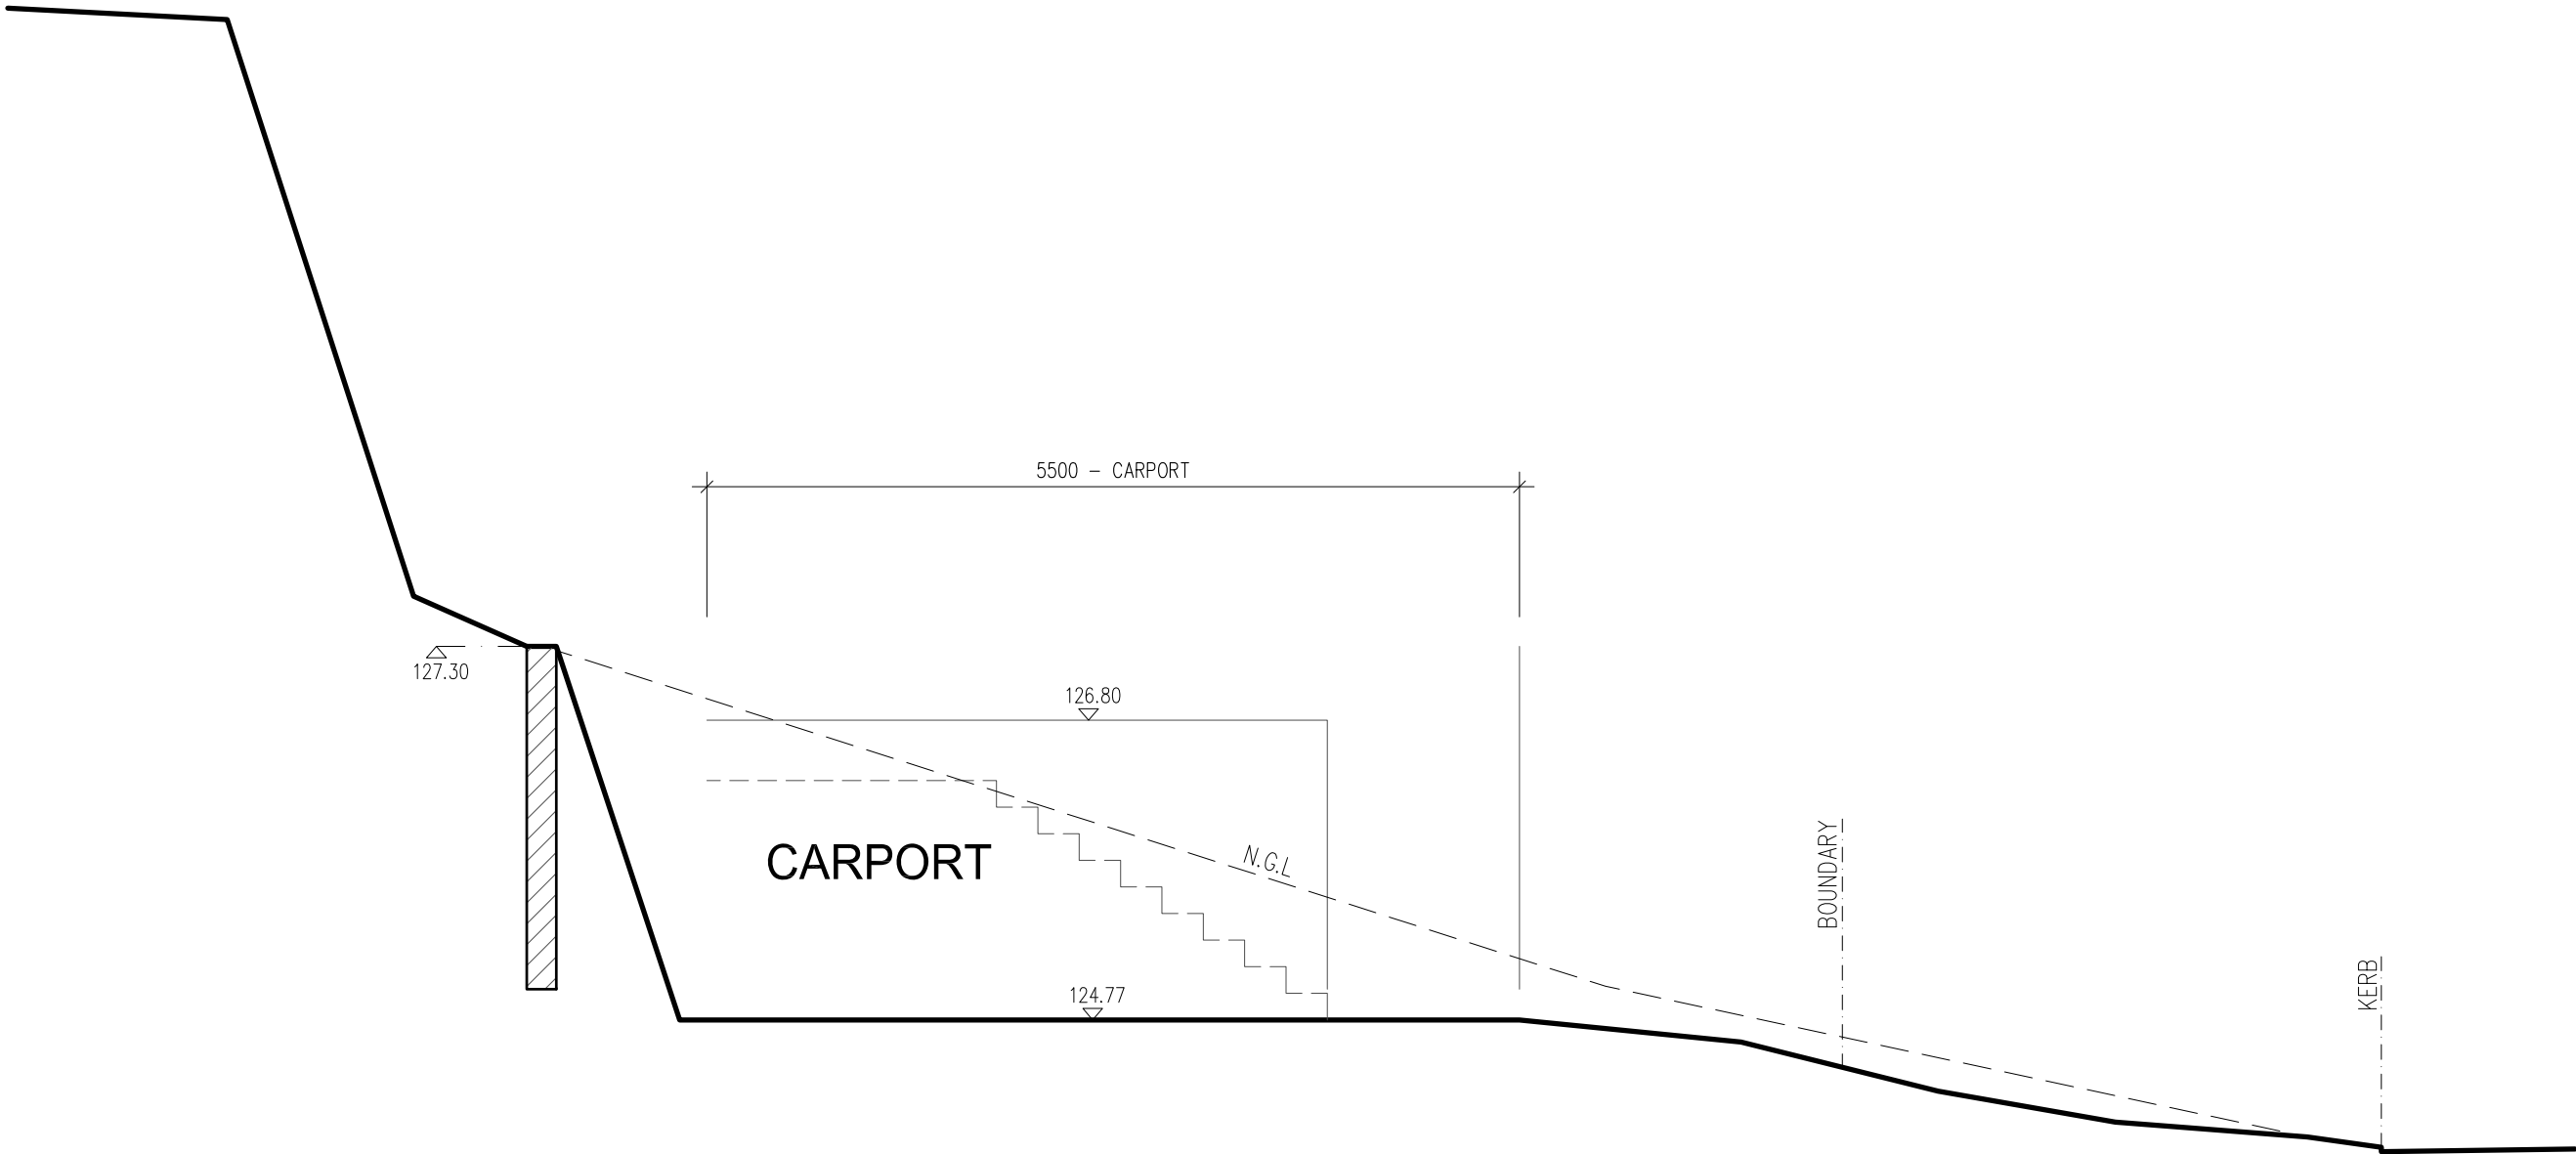 5500 - CARPORT
127.30
126.80
CARPORT
N.G.L
BOUNDARY
124.77
KERB